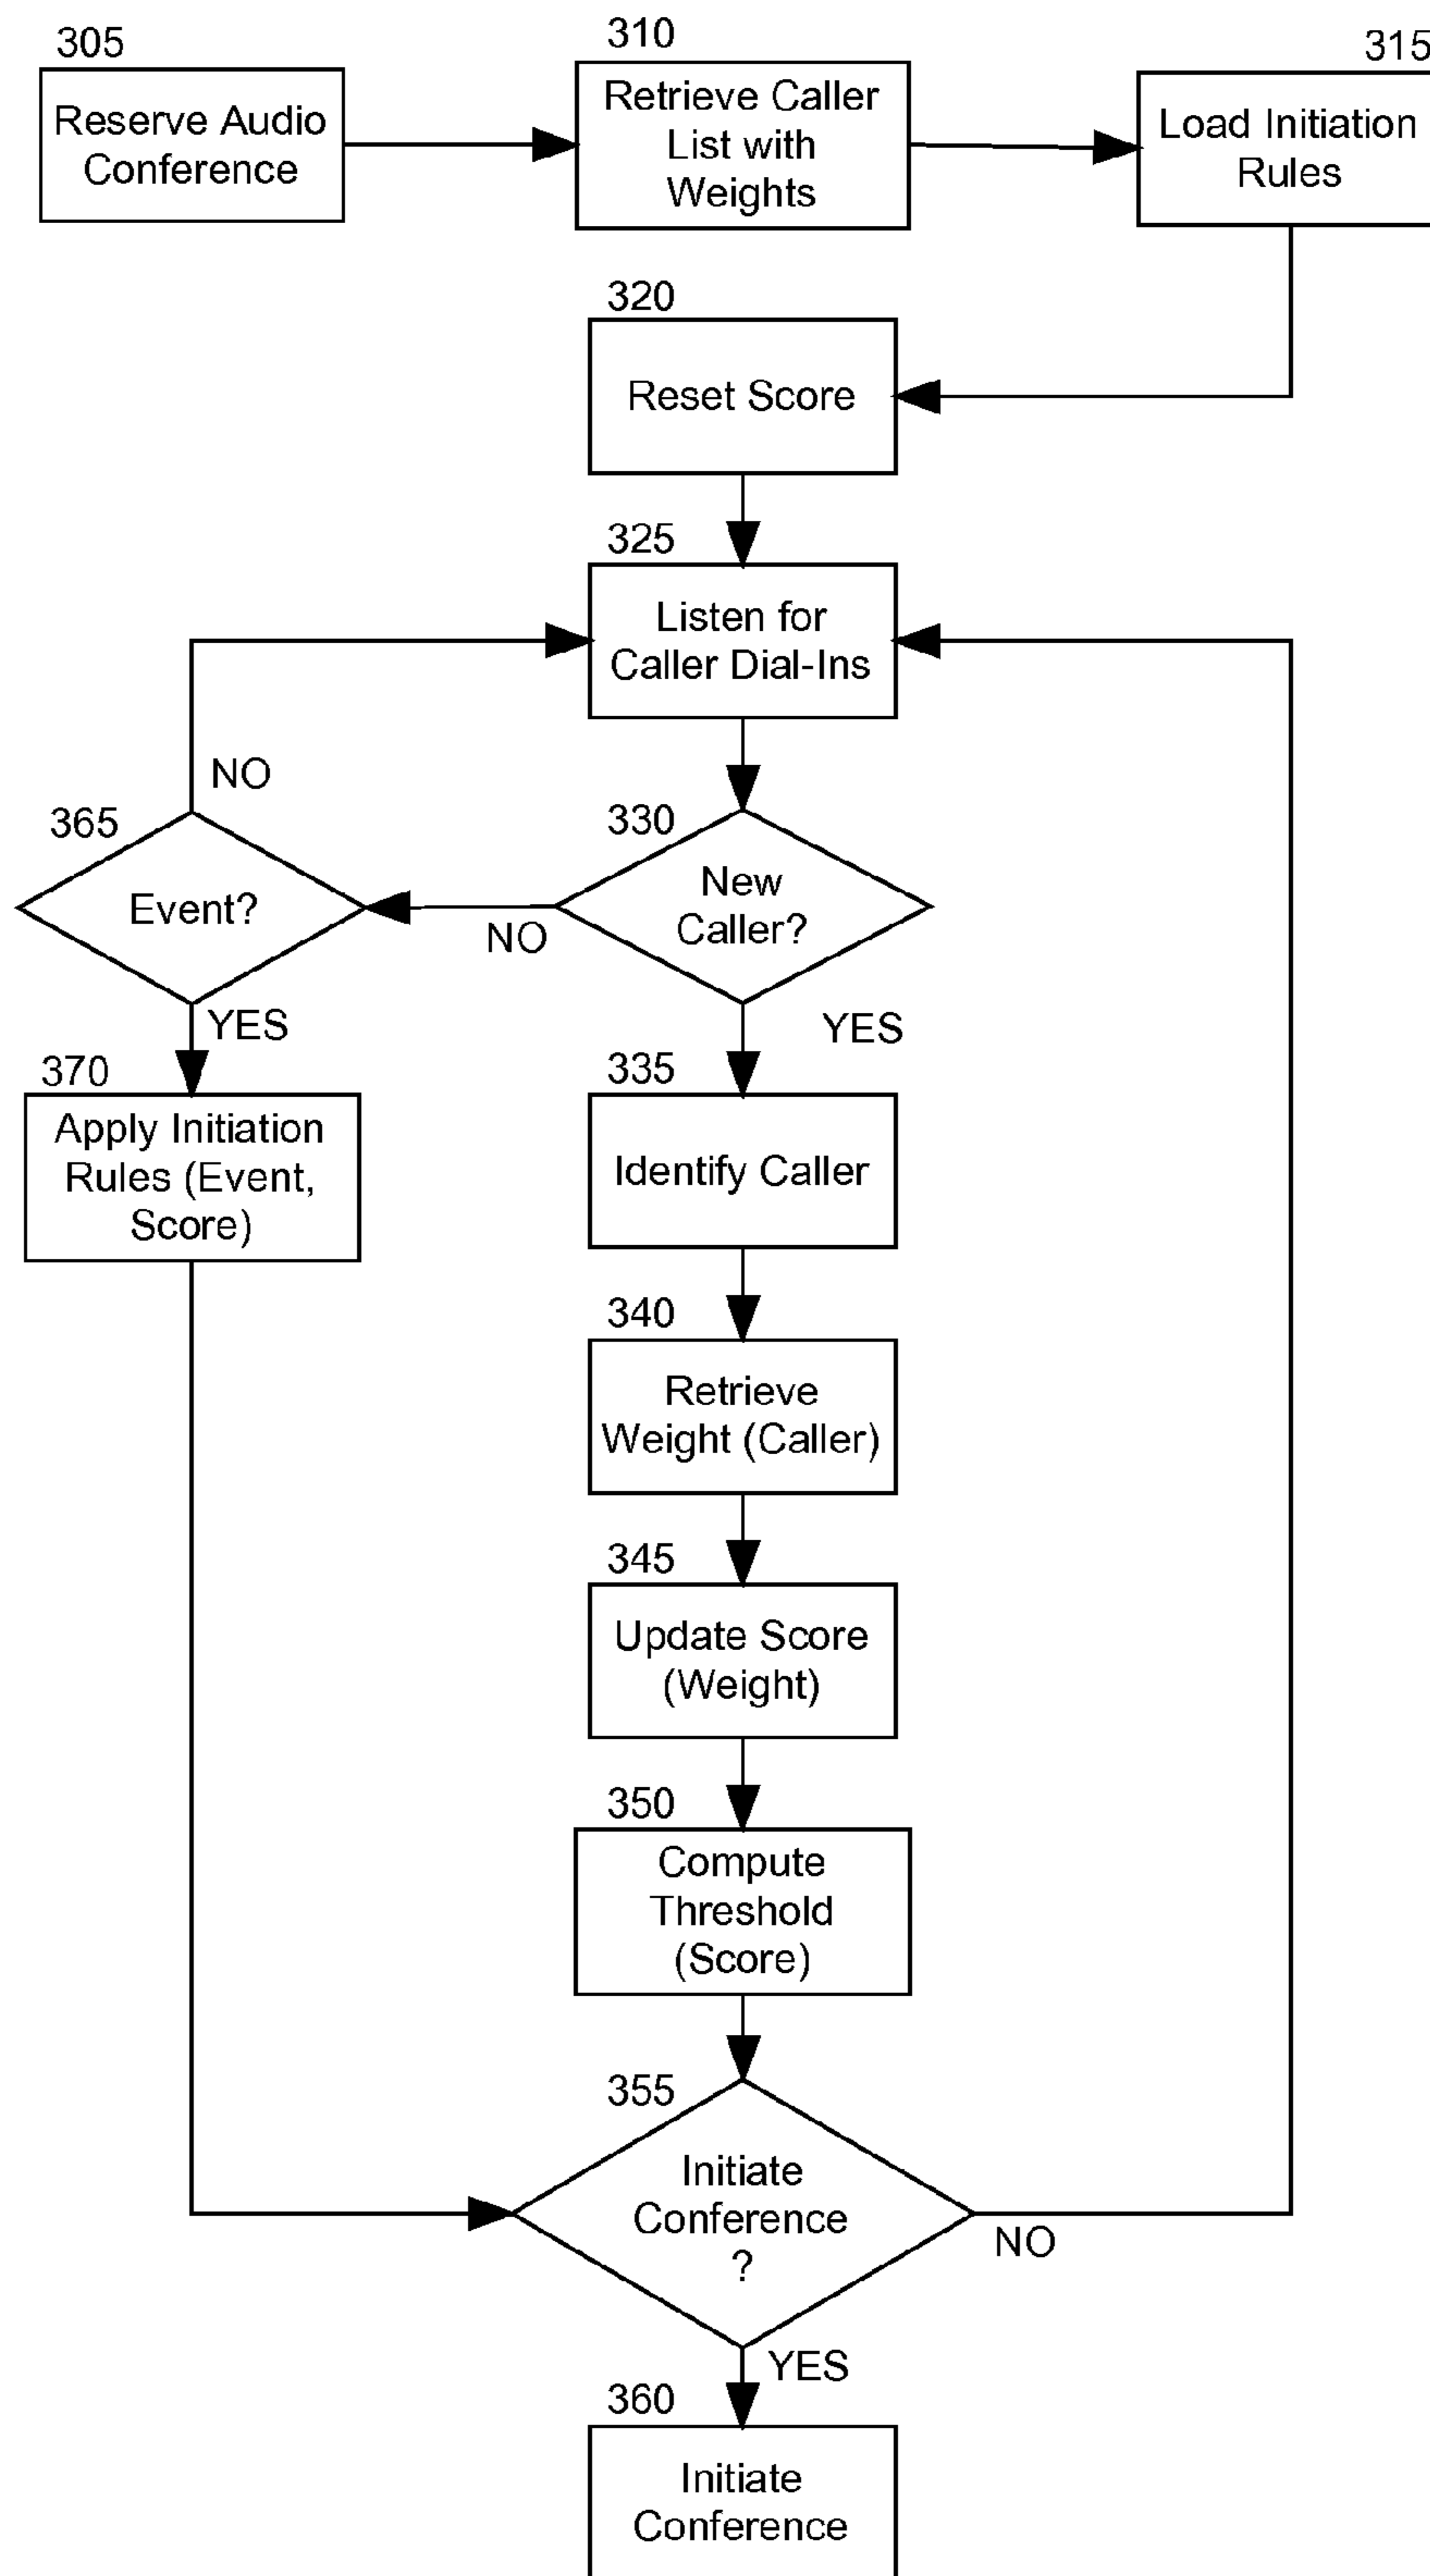 305
Reserve Audio
Conference
310
Retrieve Caller
List with
Weights
315
Load Initiation
Rules
320
Reset Score
325
Listen for
Caller Dial-Ins
NO
365
Event?
330
New
Caller?
NO
YES
YES
370
Apply Initiation
Rules (Event,
Score)
335
Identify Caller
340
Retrieve
Weight (Caller)
345
Update Score
(Weight)
350
Compute
Threshold
(Score)
355
Initiate
Conference
?
NO
YES
360
Initiate
Conference